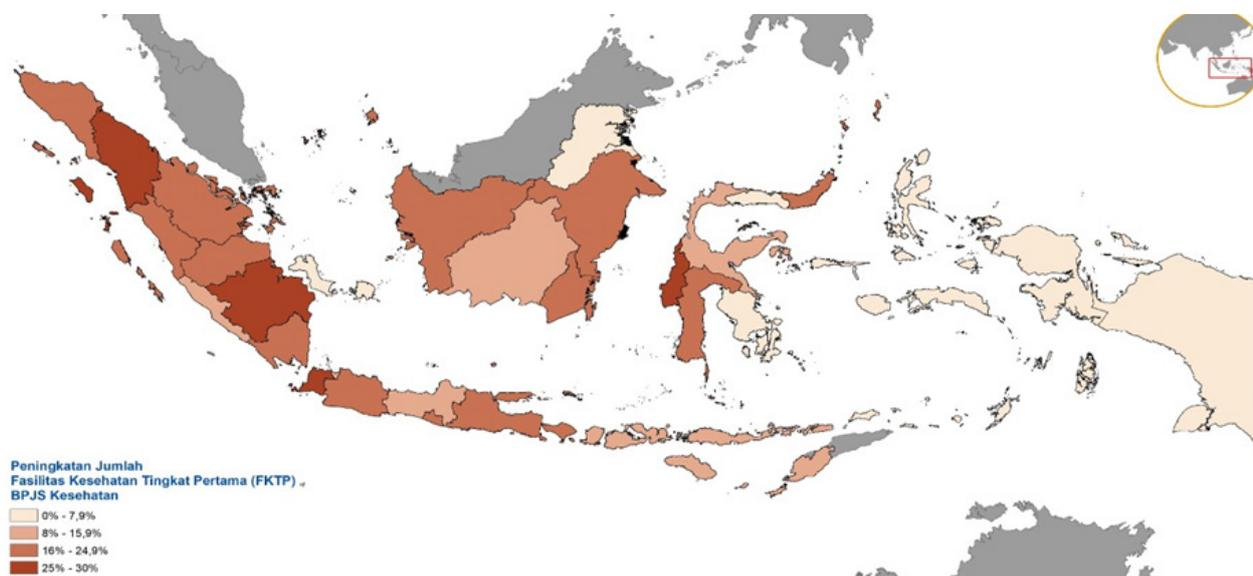 Peningkatan Jumlah
Fasilitas Kesehatan Tingkat Pertama (FKTP)
BPJS Kesehatan
0% - 7,9%
8% - 15,9%
16% - 24,9%
25% - 30%